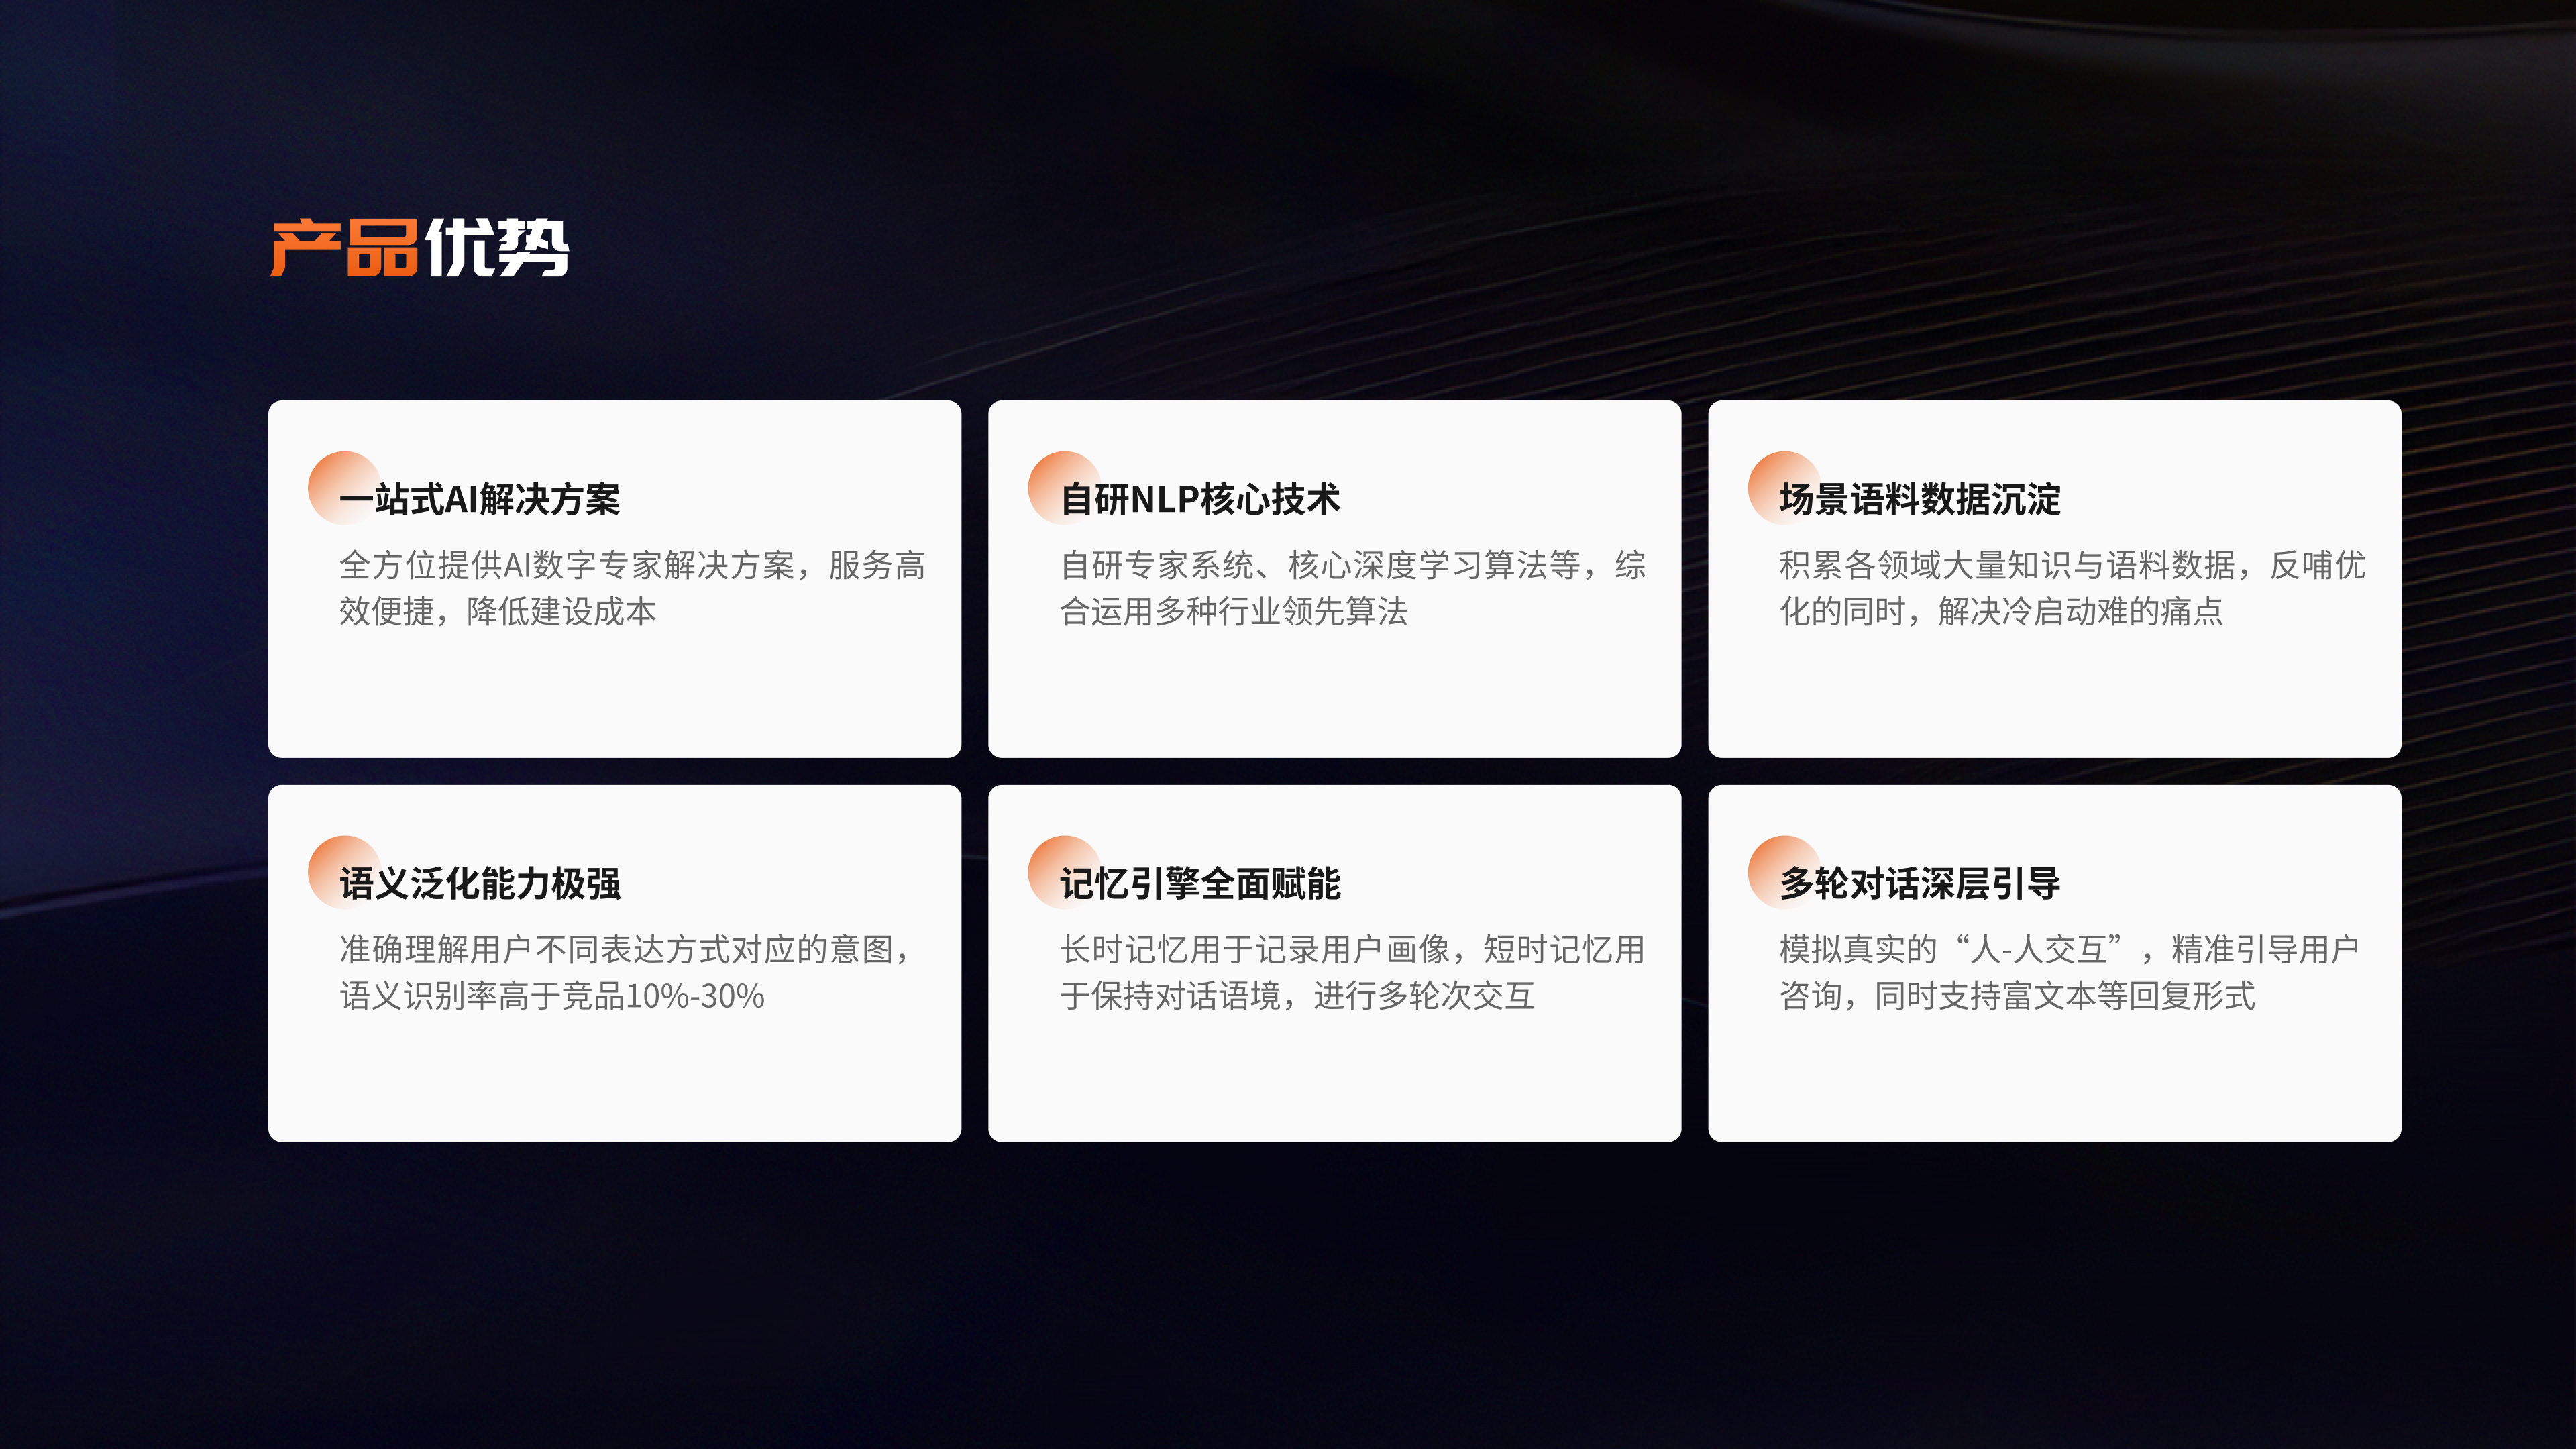 产品优势
一站式AI解决方案
全方位提供AI数字专家解决方案，服务高
效便捷，降低建设成本
自研NLP核心技术
自研专家系统、核心深度学习算法等，综
合运用多种行业领先算法
场景语料数据沉淀
积累各领域大量知识与语料数据，反哺优
化的同时，解决冷启动难的痛点
语义泛化能力极强
准确理解用户不同表达方式对应的意图，
语义识别率高于竞品10%-30%
记忆引擎全面赋能
长时记忆用于记录用户画像，短时记忆用
于保持对话语境，进行多轮次交互
多轮对话深层引导
模拟真实的“人-人交互”，精准引导用户
咨询，同时支持富文本等回复形式